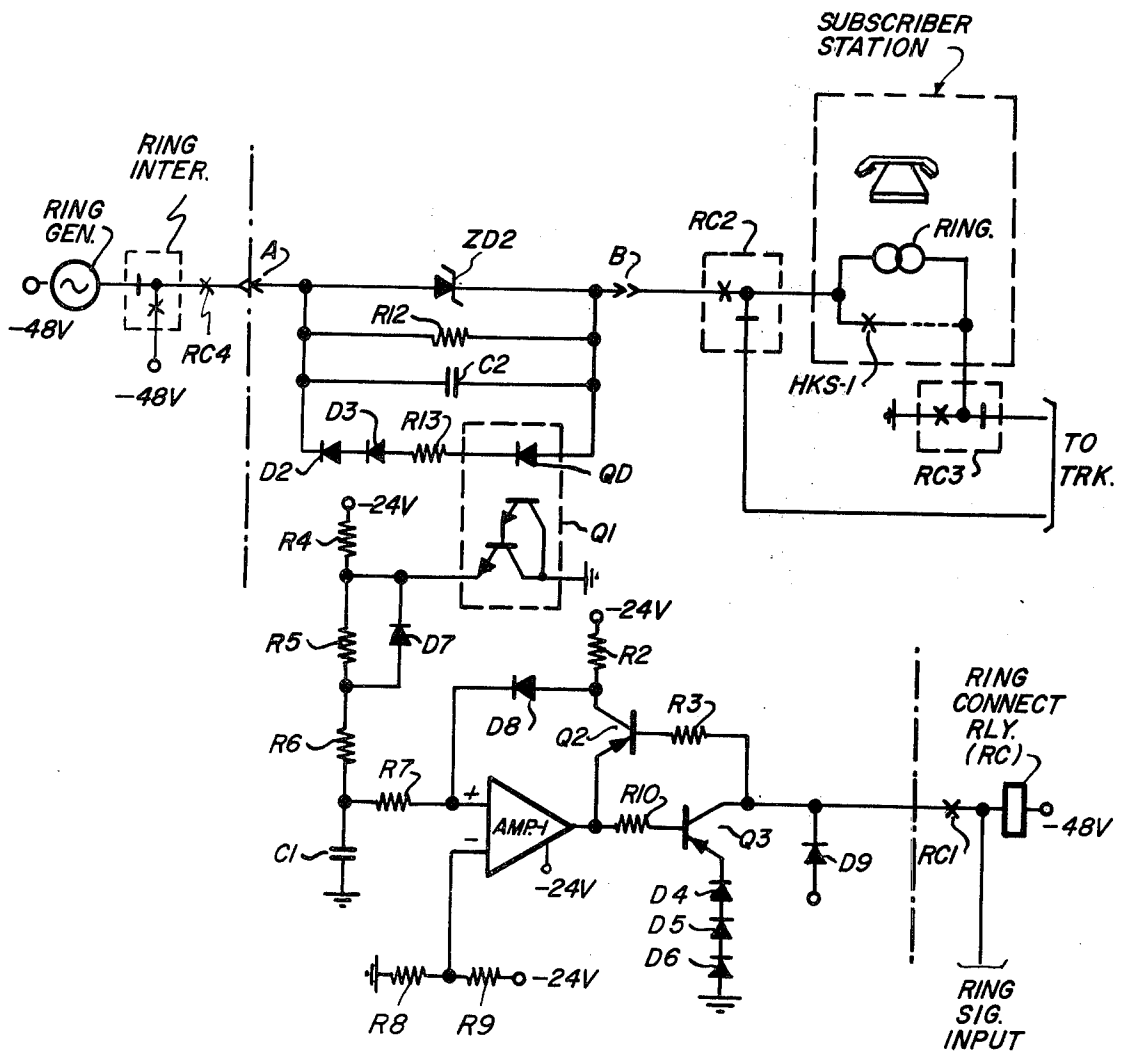 SUBSCRIBER
STATION
RING
INTER.
RING
GEN.
A
ZD2
B
RC2
RING.
-48V
RC4
-48V
R12
C2
HKS-1
D3
R13
D2
QD
RC3
TO
TRK.
-24V
R4
Q1
R5
D7
-24V
R2
RING
CONNECT
RLY.
(RC)
D8
Q2
R3
R6
R7
+
AMP-1
-
R10
Q3
-48V
RC1
C1
-24V
D9
D4
D5
D6
-24V
R8
R9
RING
SIG.
INPUT